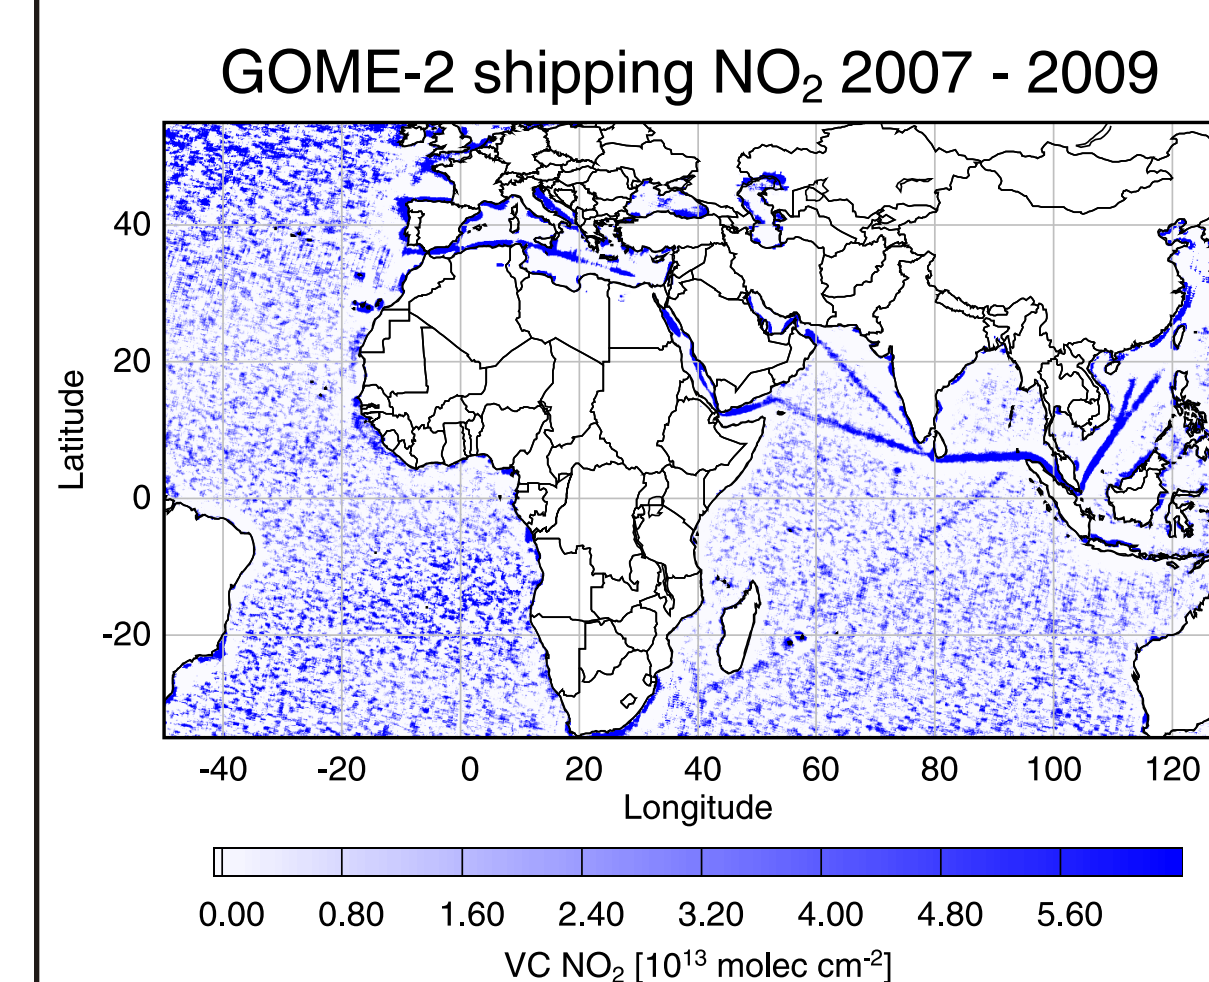 GOME-2 shipping NO₂ 2007 - 2009
40
20
0
-20
Latitude
-40 -20 0 20 40 60 80 100 120
Longitude
0.00 0.80 1.60 2.40 3.20 4.00 4.80 5.60
VC NO₂ [10¹³ molec cm⁻²]